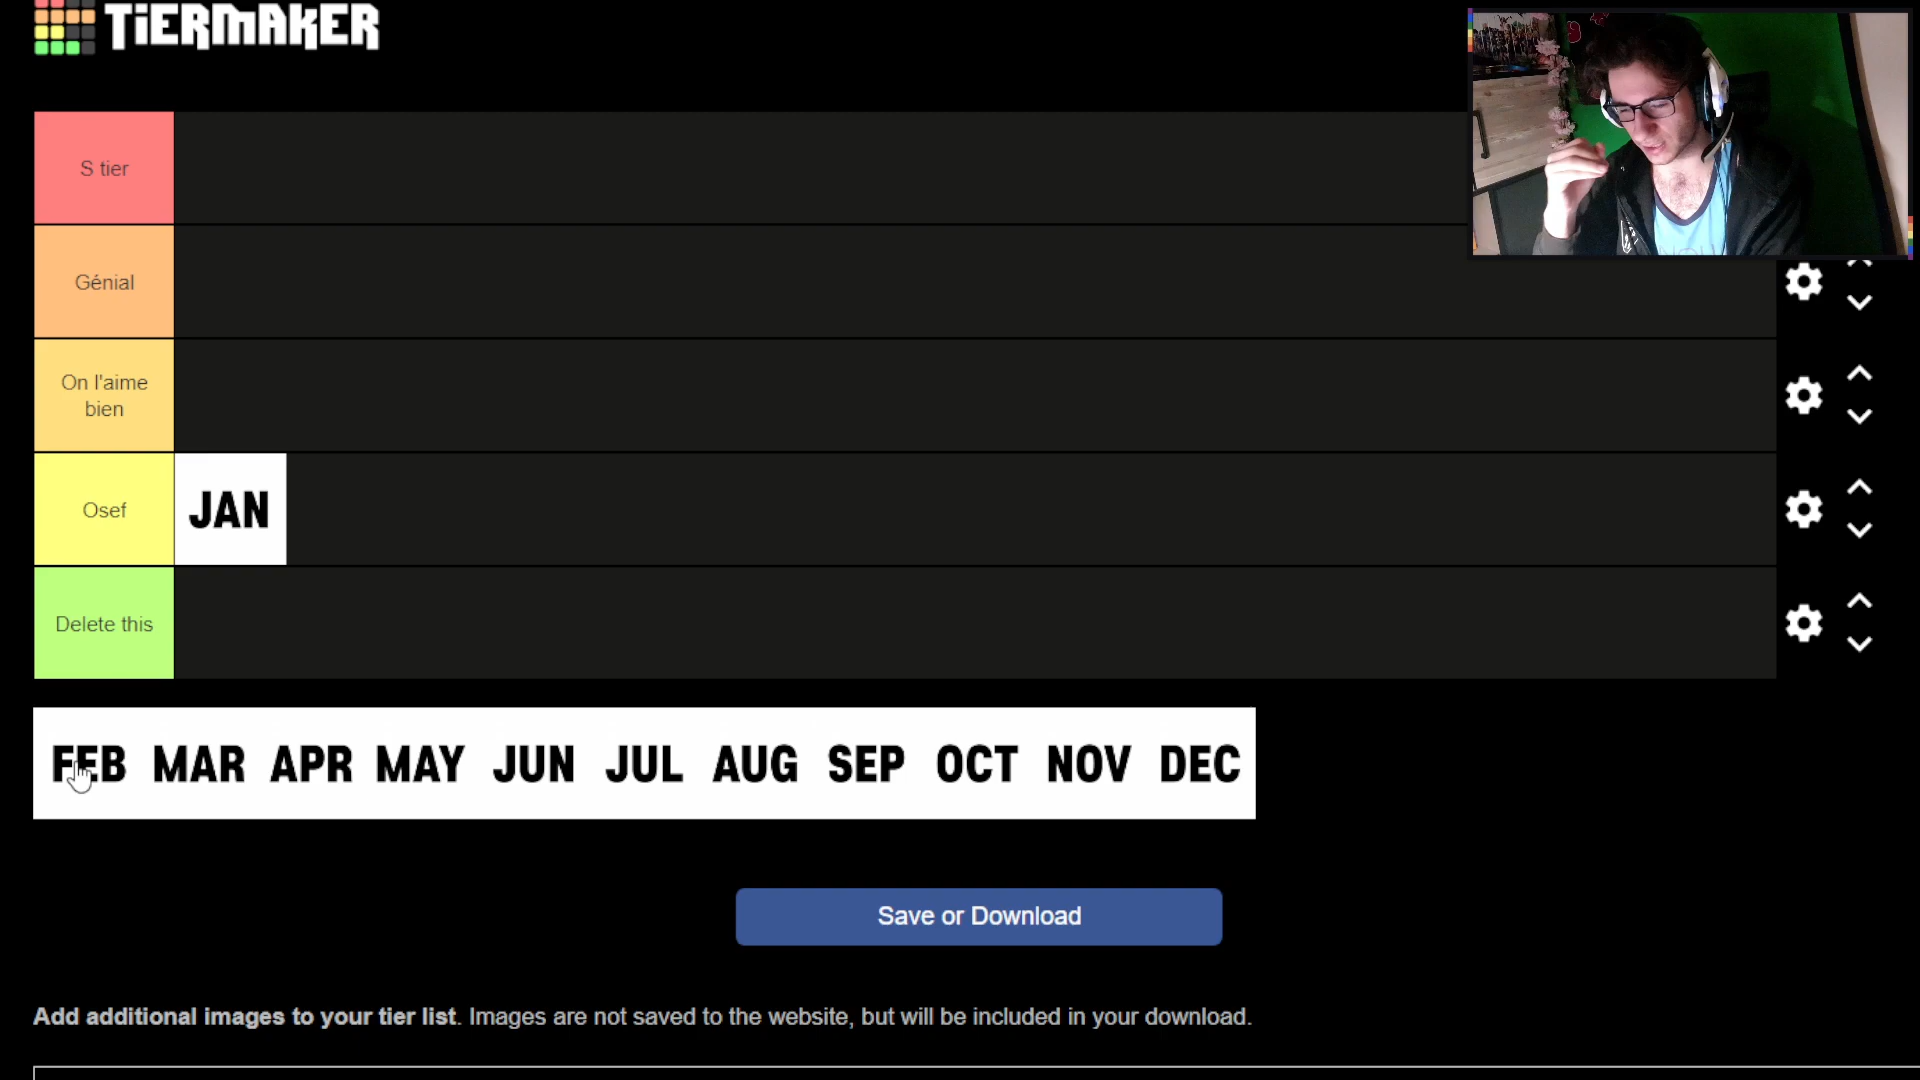 TiERMAKER
S tier
Génial
On l'aime
bien
Osef
JAN
Delete this
FEB MAR APR MAY JUN JUL AUG SEP OCT NOV DEC
Save or Download
Add additional images to your tier list. Images are not saved to the website, but will be included in your download.